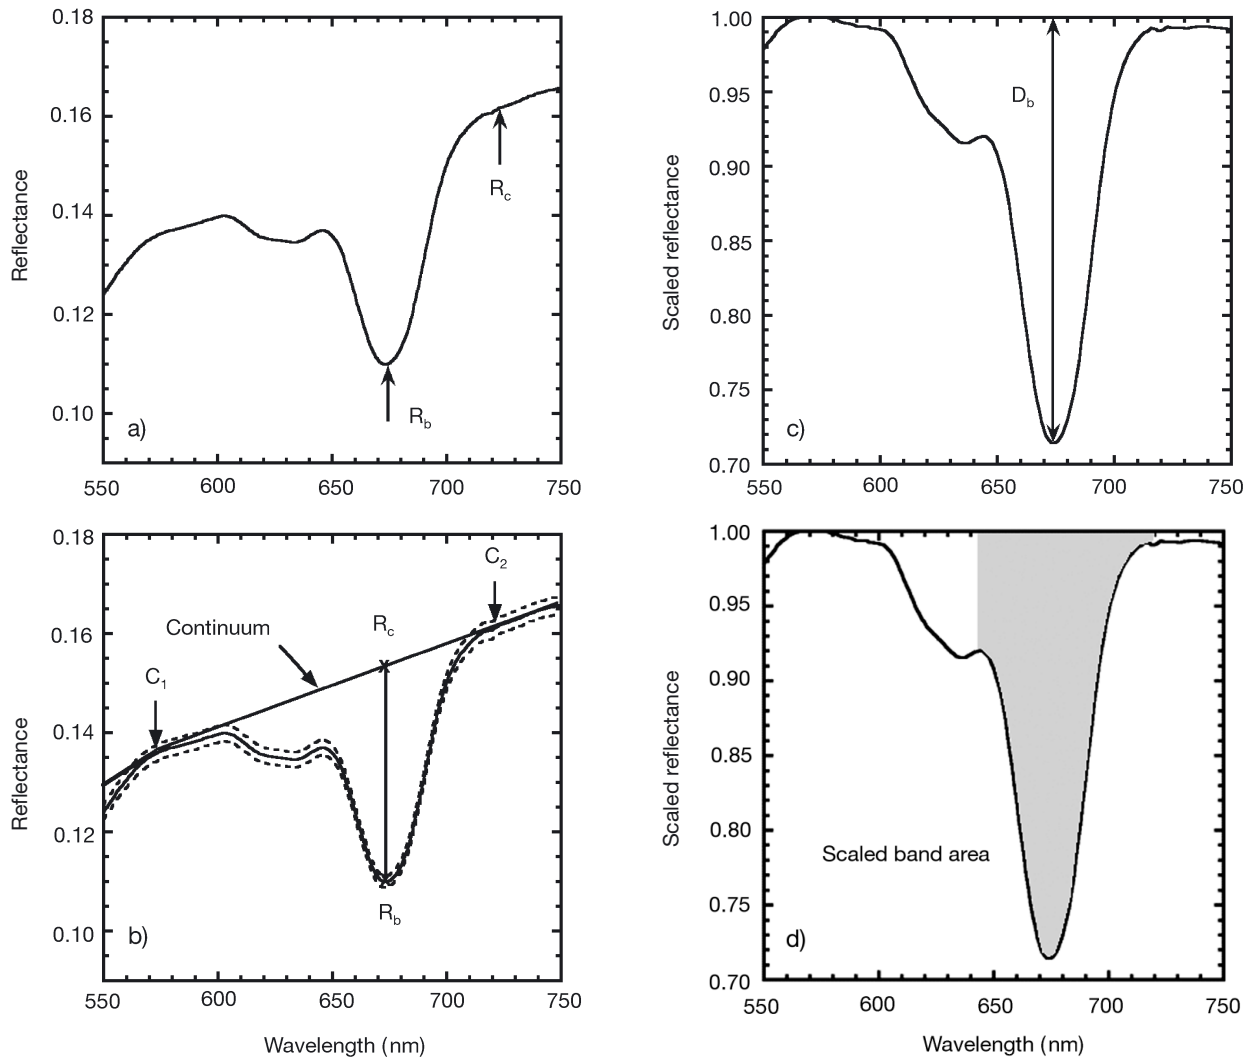 0.18
0.16
0.14
0.12
0.10
Reflectance
R_c
R_b
a)
550 600 650 700 750
1.00
0.95
0.90
0.85
0.80
0.75
0.70
Scaled reflectance
D_b
c)
550 600 650 700 750
0.18
0.16
0.14
0.12
0.10
Reflectance
C_2
Continuum
R_c
C_1
x
R_b
b)
550 600 650 700 750
Wavelength (nm)
1.00
0.95
0.90
0.85
0.80
0.75
0.70
Scaled reflectance
Scaled band area
d)
550 600 650 700 750
Wavelength (nm)